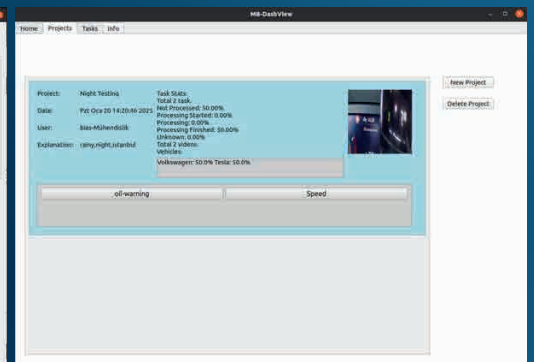 MB-DashView
Home Projects Tasks Info
New Project
Delete Project
Project: Night Testing
Date: Pzt Oca 20 14:20:46 2025
User: bias-Mühendislik
Explanation: rainy,night,istanbul
Task Stats:
Total 2 task.
Not Processed: 50.00%
Processing Started: 0.00%
Processing: 0.00%
Processing Finished: 50.00%
Unknown: 0.00%
Total 2 videos.
Vehicles:
Volkswagen: 50.0% Tesla: 50.0%
oil-warning Speed